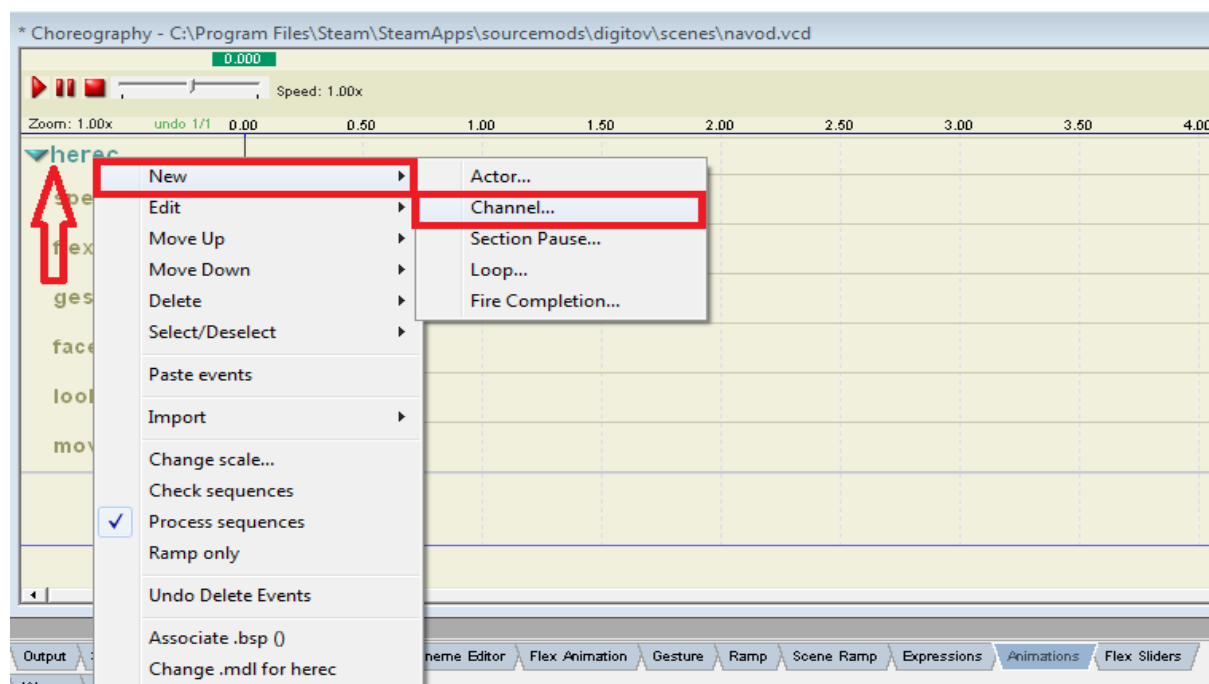 * Choreography - C:\Program Files\Steam\SteamApps\sourcemods\digitov\scenes\navod.vcd
0.000
Speed: 1.00x
Zoom: 1.00x undo 1/1 0.00 0.50 1.00 1.50 2.00 2.50 3.00 3.50 4.00
herec
New
Edit
Move Up
Move Down
Delete
Select/Deselect
Paste events
Import
Change scale...
Check sequences
Process sequences
Ramp only
Undo Delete Events
Associate .bsp ()
Change .mdl for herec
Actor...
Channel...
Section Pause...
Loop...
Fire Completion...
ges
face
Output Flex Animation Gesture Ramp Scene Ramp Expressions Animations Flex Sliders